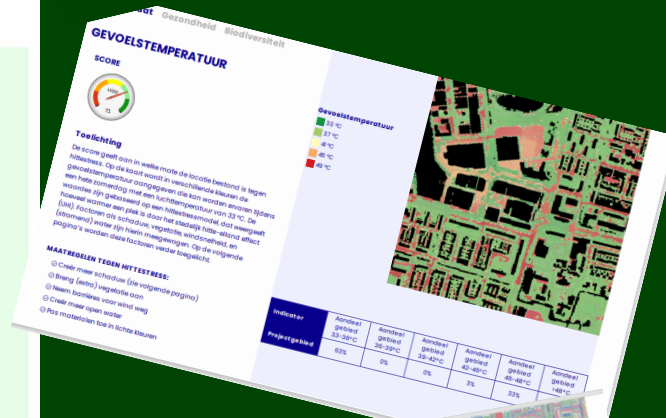 Gezondheid Biodiversiteit
GEVOELSTEMPERATUUR
SCORE
Hitte
71
Toelichting
De score geeft aan in welke mate de locatie bestand is tegen
hittestress. Op de kaart wordt in verschillende kleuren de
gevoelstemperatuur aangegeven die kan worden ervaren tijdens
een hete zomerdag met een luchttemperatuur van 33 °C. De
waardes zijn gebaseerd op een hittestressmodel, dat weergeeft
hoeveel warmer een plek is door het stedelijk hitte-eiland effect
(UHI). Factoren als schaduw, vegetatie, windsnelheid, en
(stromend) water zijn hierin meegewogen. Op de volgende
pagina's worden deze factoren verder toegelicht.
MAATREGELEN TEGEN HITTESTRESS:
Creër meer schaduw (zie volgende pagina)
Breng (extra) vegetatie aan
Neem barrières voor wind weg
Creër meer open water
Pas materialen toe in lichte kleuren
Gevoelstemperatuur
33 °C
37 °C
41 °C
45 °C
49 °C
Indicator
Aandeel gebied 33-36°C
Aandeel gebied 36-39°C
Aandeel gebied 39-42°C
Aandeel gebied 42-45°C
Aandeel gebied 45-48°C
Aandeel gebied >48°C
Projectgebied
63%
0%
0%
3%
33%